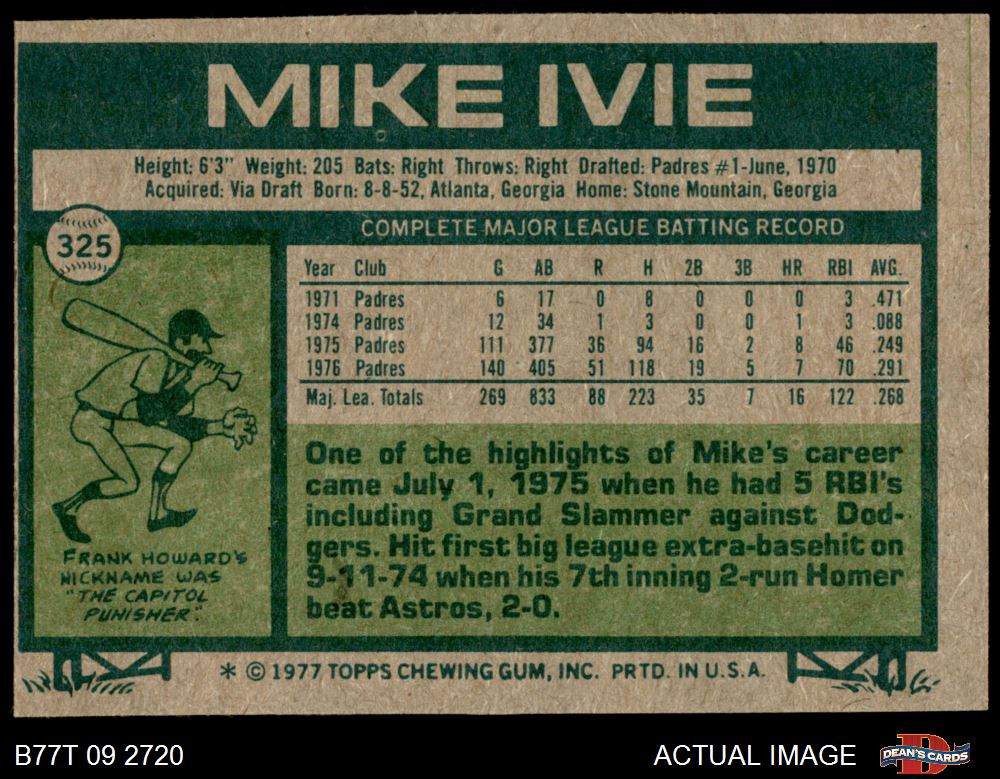 MIKE IVIE
Height: 6'3" Weight: 205 Bats: Right Throws: Right Drafted: Padres #1-June, 1970
Acquired: Via Draft Born: 8-8-52, Atlanta, Georgia Home: Stone Mountain, Georgia
325
COMPLETE MAJOR LEAGUE BATTING RECORD
Year Club G AB R H 2B 3B HR RBI AVG.
1971 Padres 6 17 0 8 0 0 0 3 .471
1974 Padres 12 34 1 3 0 0 1 3 .088
1975 Padres 111 377 36 94 16 2 8 46 .249
1976 Padres 140 405 51 118 19 5 7 70 .291
Maj. Lea. Totals 269 833 88 223 35 7 16 122 .268
One of the highlights of Mike's career
came July 1, 1975 when he had 5 RBI's
including Grand Slammer against Dod-
gers. Hit first big league extra-basehit on
9-11-74 when his 7th inning 2-run Homer
beat Astros, 2-0.
FRANK HOWARD'S
NICKNAME WAS
"THE CAPITOL
PUNISHER".
* © 1977 TOPPS CHEWING GUM, INC. PRTD. IN U.S.A.
B77T 09 2720
ACTUAL IMAGE
DEAN'S CARDS